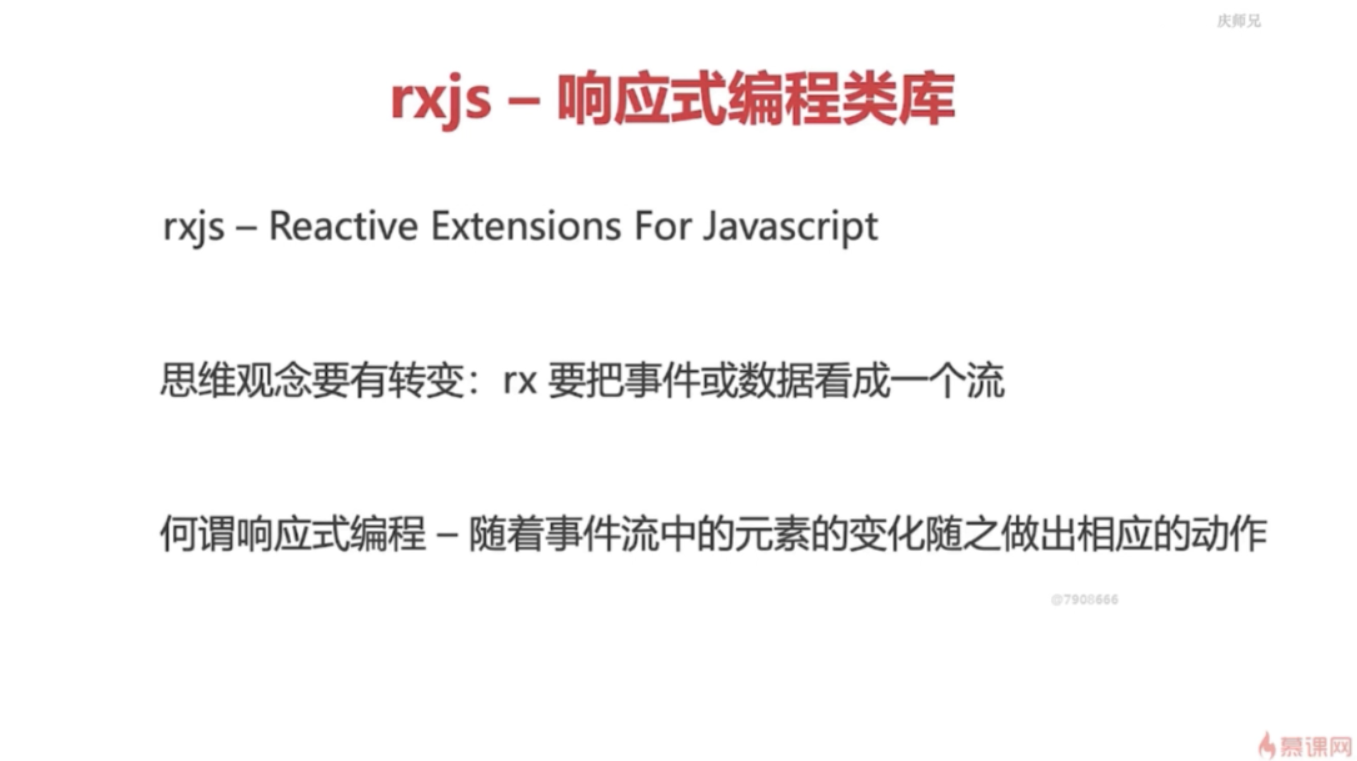 庆师兄
rxjs – 响应式编程类库
rxjs – Reactive Extensions For Javascript
思维观念要有转变：rx 要把事件或数据看成一个流
何谓响应式编程 – 随着事件流中的元素的变化随之做出相应的动作
@7908666
慕课网